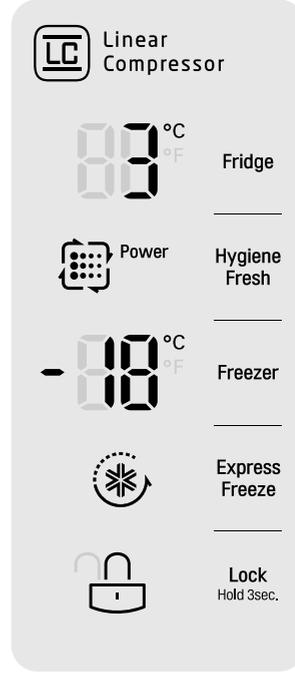 LC Linear
Compressor
3 °C
°F
Fridge
Power
Hygiene
Fresh
-18 °C
°F
Freezer
Express
Freeze
Lock
Hold 3sec.